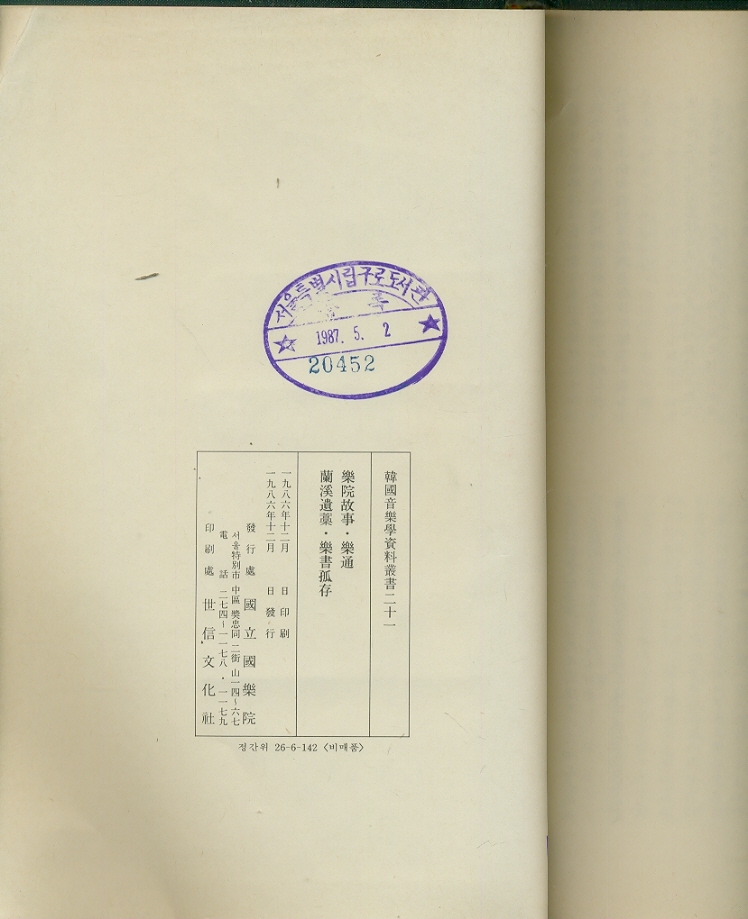 서울특별시립구로도서관
1987. 5. 2
20452
韓國音樂學資料叢書二十一
樂院故事・樂通
蘭溪遺藁・樂書孤存
一九八六年十二月 日 印刷
一九八六年十二月 日 發行
發行處 國立國樂院
서울特別市 中區 奬忠同 二街 山一四~六七
電話 二七四~一一七八・一一七九
印刷處 世信文化社
정간위 26-6-142 〈비매품〉